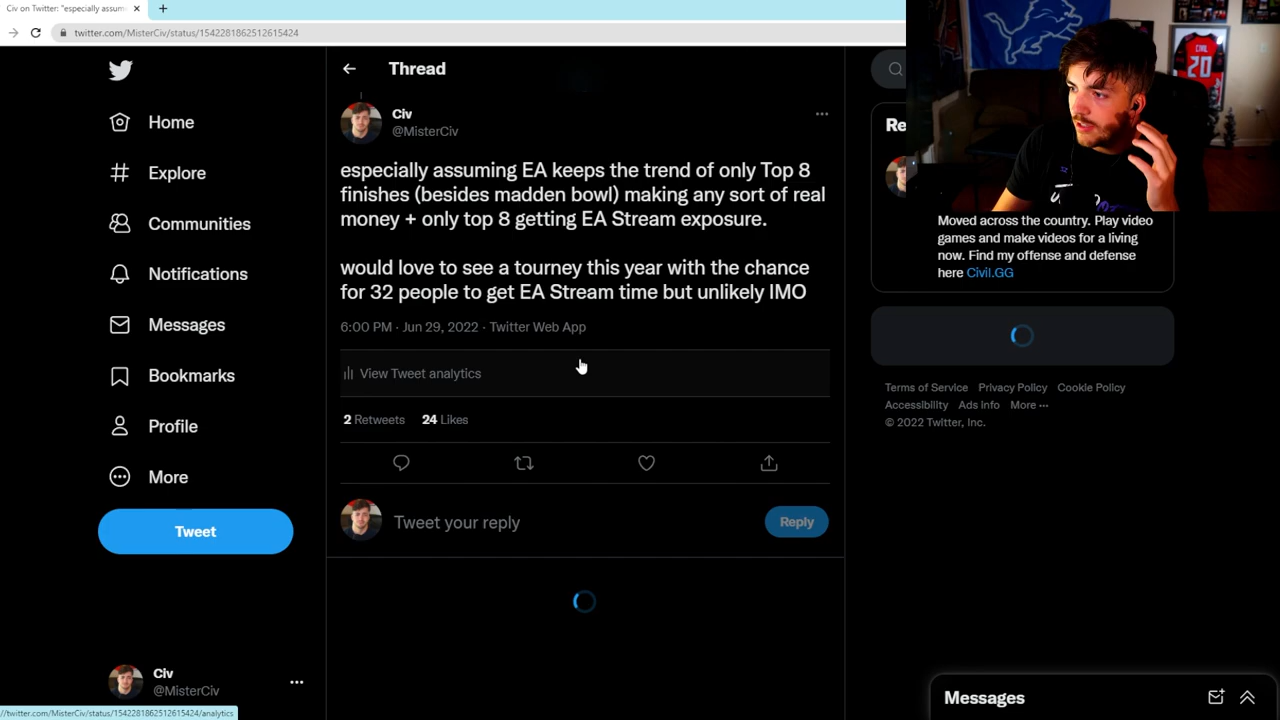 Civ on Twitter: "especially assum
twitter.com/MisterCiv/status/1542281862512615424
Home
Explore
Communities
Notifications
Messages
Bookmarks
Profile
More
Tweet
Civ
@MisterCiv
//twitter.com/MisterCiv/status/1542281862512615424/analytics
Thread
Civ
@MisterCiv
especially assuming EA keeps the trend of only Top 8
finishes (besides madden bowl) making any sort of real
money + only top 8 getting EA Stream exposure.
would love to see a tourney this year with the chance
for 32 people to get EA Stream time but unlikely IMO
6:00 PM · Jun 29, 2022 · Twitter Web App
View Tweet analytics
2 Retweets 24 Likes
Tweet your reply
Reply
Re
Moved across the country. Play video
games and make videos for a living
now. Find my offense and defense
here Civil.GG
Terms of Service Privacy Policy Cookie Policy
Accessibility Ads info More ···
© 2022 Twitter, Inc.
Messages
CIVIL
20